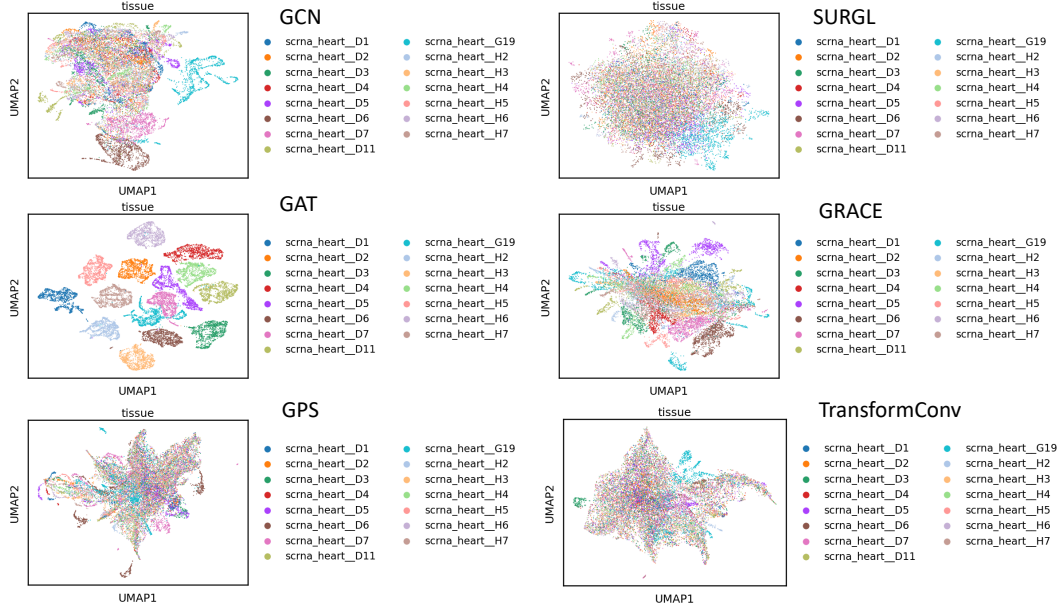 tissue
GCN
UMAP2
UMAP1
scrna_heart__D1
scrna_heart__D2
scrna_heart__D3
scrna_heart__D4
scrna_heart__D5
scrna_heart__D6
scrna_heart__D7
scrna_heart__D11
scrna_heart__G19
scrna_heart__H2
scrna_heart__H3
scrna_heart__H4
scrna_heart__H5
scrna_heart__H6
scrna_heart__H7
tissue
SURGL
UMAP2
UMAP1
scrna_heart__D1
scrna_heart__D2
scrna_heart__D3
scrna_heart__D4
scrna_heart__D5
scrna_heart__D6
scrna_heart__D7
scrna_heart__D11
scrna_heart__G19
scrna_heart__H2
scrna_heart__H3
scrna_heart__H4
scrna_heart__H5
scrna_heart__H6
scrna_heart__H7
tissue
GAT
UMAP2
UMAP1
scrna_heart__D1
scrna_heart__D2
scrna_heart__D3
scrna_heart__D4
scrna_heart__D5
scrna_heart__D6
scrna_heart__D7
scrna_heart__D11
scrna_heart__G19
scrna_heart__H2
scrna_heart__H3
scrna_heart__H4
scrna_heart__H5
scrna_heart__H6
scrna_heart__H7
tissue
GRACE
UMAP2
UMAP1
scrna_heart__D1
scrna_heart__D2
scrna_heart__D3
scrna_heart__D4
scrna_heart__D5
scrna_heart__D6
scrna_heart__D7
scrna_heart__D11
scrna_heart__G19
scrna_heart__H2
scrna_heart__H3
scrna_heart__H4
scrna_heart__H5
scrna_heart__H6
scrna_heart__H7
tissue
GPS
UMAP2
UMAP1
scrna_heart__D1
scrna_heart__D2
scrna_heart__D3
scrna_heart__D4
scrna_heart__D5
scrna_heart__D6
scrna_heart__D7
scrna_heart__D11
scrna_heart__G19
scrna_heart__H2
scrna_heart__H3
scrna_heart__H4
scrna_heart__H5
scrna_heart__H6
scrna_heart__H7
tissue
TransformConv
UMAP2
UMAP1
scrna_heart__D1
scrna_heart__D2
scrna_heart__D3
scrna_heart__D4
scrna_heart__D5
scrna_heart__D6
scrna_heart__D7
scrna_heart__D11
scrna_heart__G19
scrna_heart__H2
scrna_heart__H3
scrna_heart__H4
scrna_heart__H5
scrna_heart__H6
scrna_heart__H7